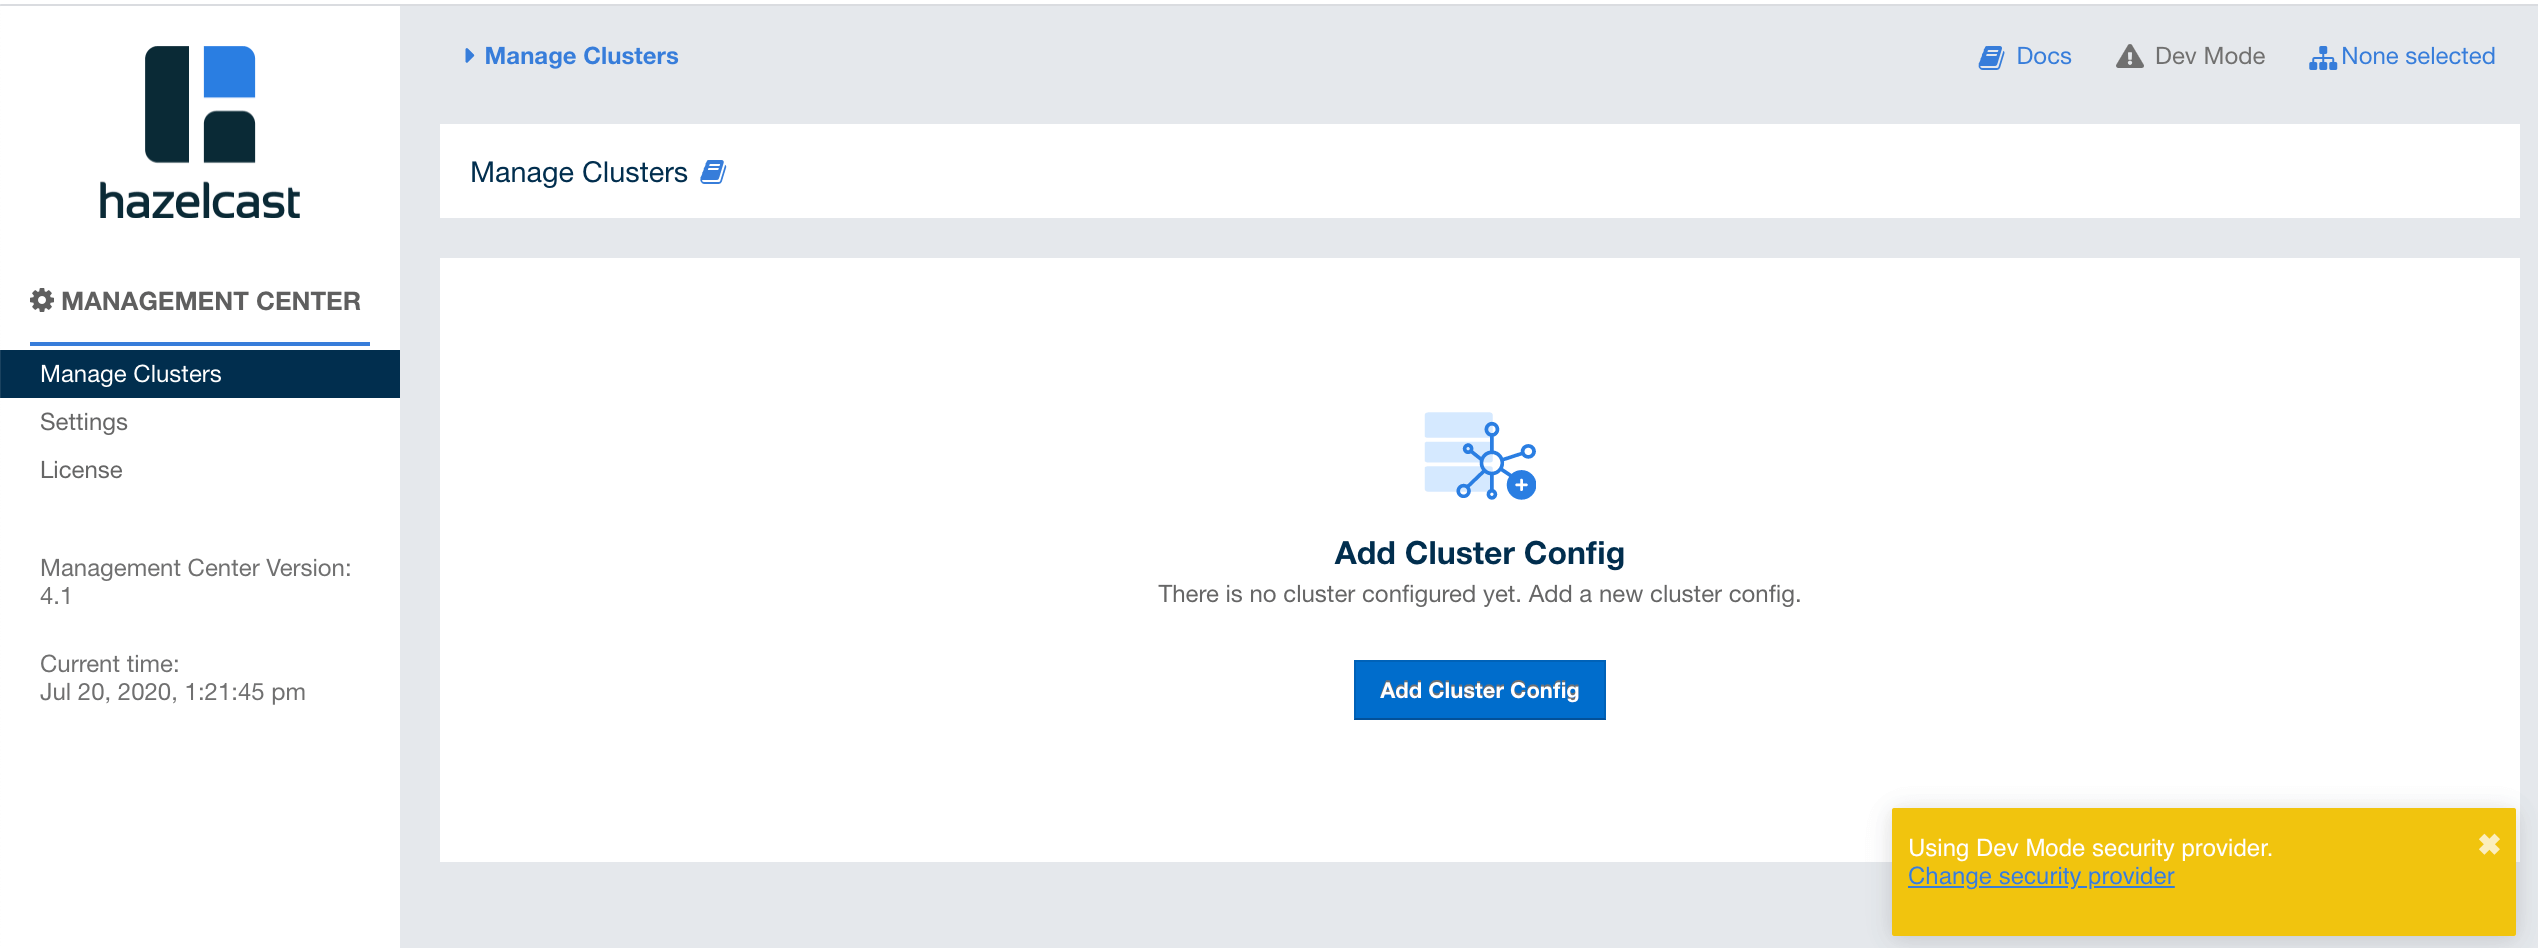 hazelcast
MANAGEMENT CENTER
Manage Clusters
Settings
License
Management Center Version:
4.1
Current time:
Jul 20, 2020, 1:21:45 pm
Manage Clusters
Docs
Dev Mode
None selected
Manage Clusters
Add Cluster Config
There is no cluster configured yet. Add a new cluster config.
Add Cluster Config
Using Dev Mode security provider.
Change security provider